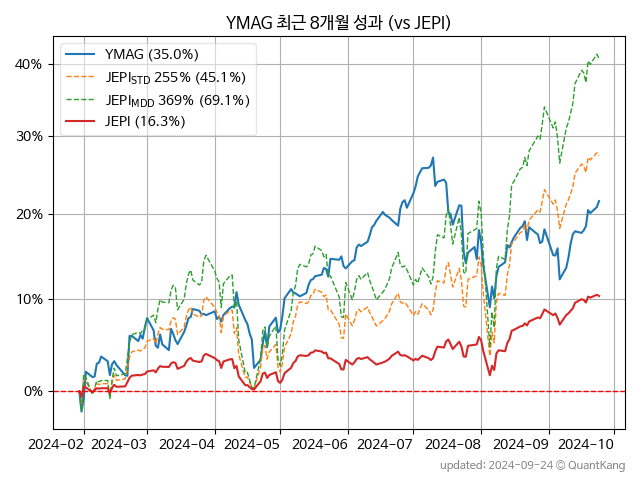 YMAG 최근 8개월 성과 (vs JEPI)
YMAG (35.0%)
JEPISTD 255% (45.1%)
JEPIMDD 369% (69.1%)
JEPI (16.3%)
40%
30%
20%
10%
0%
2024-02 2024-03 2024-04 2024-05 2024-06 2024-07 2024-08 2024-09 2024-10
updated: 2024-09-24 © QuantKang